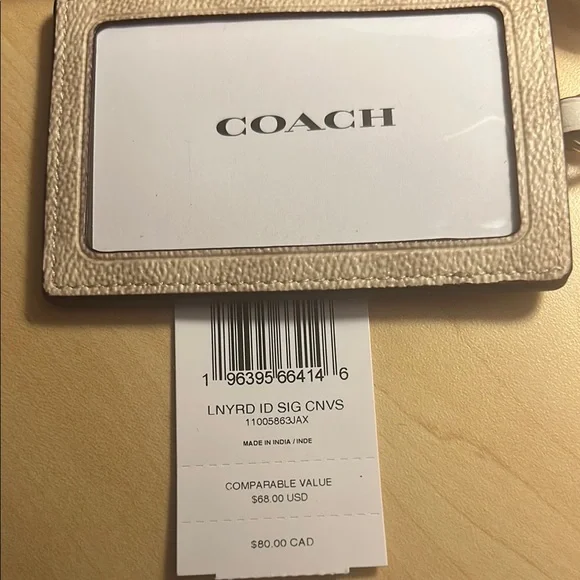 COACH
1 96395 66414 6
LNYRD ID SIG CNVS
11005863JAX
MADE IN INDIA / INDE
COMPARABLE VALUE
$68.00 USD
$80.00 CAD